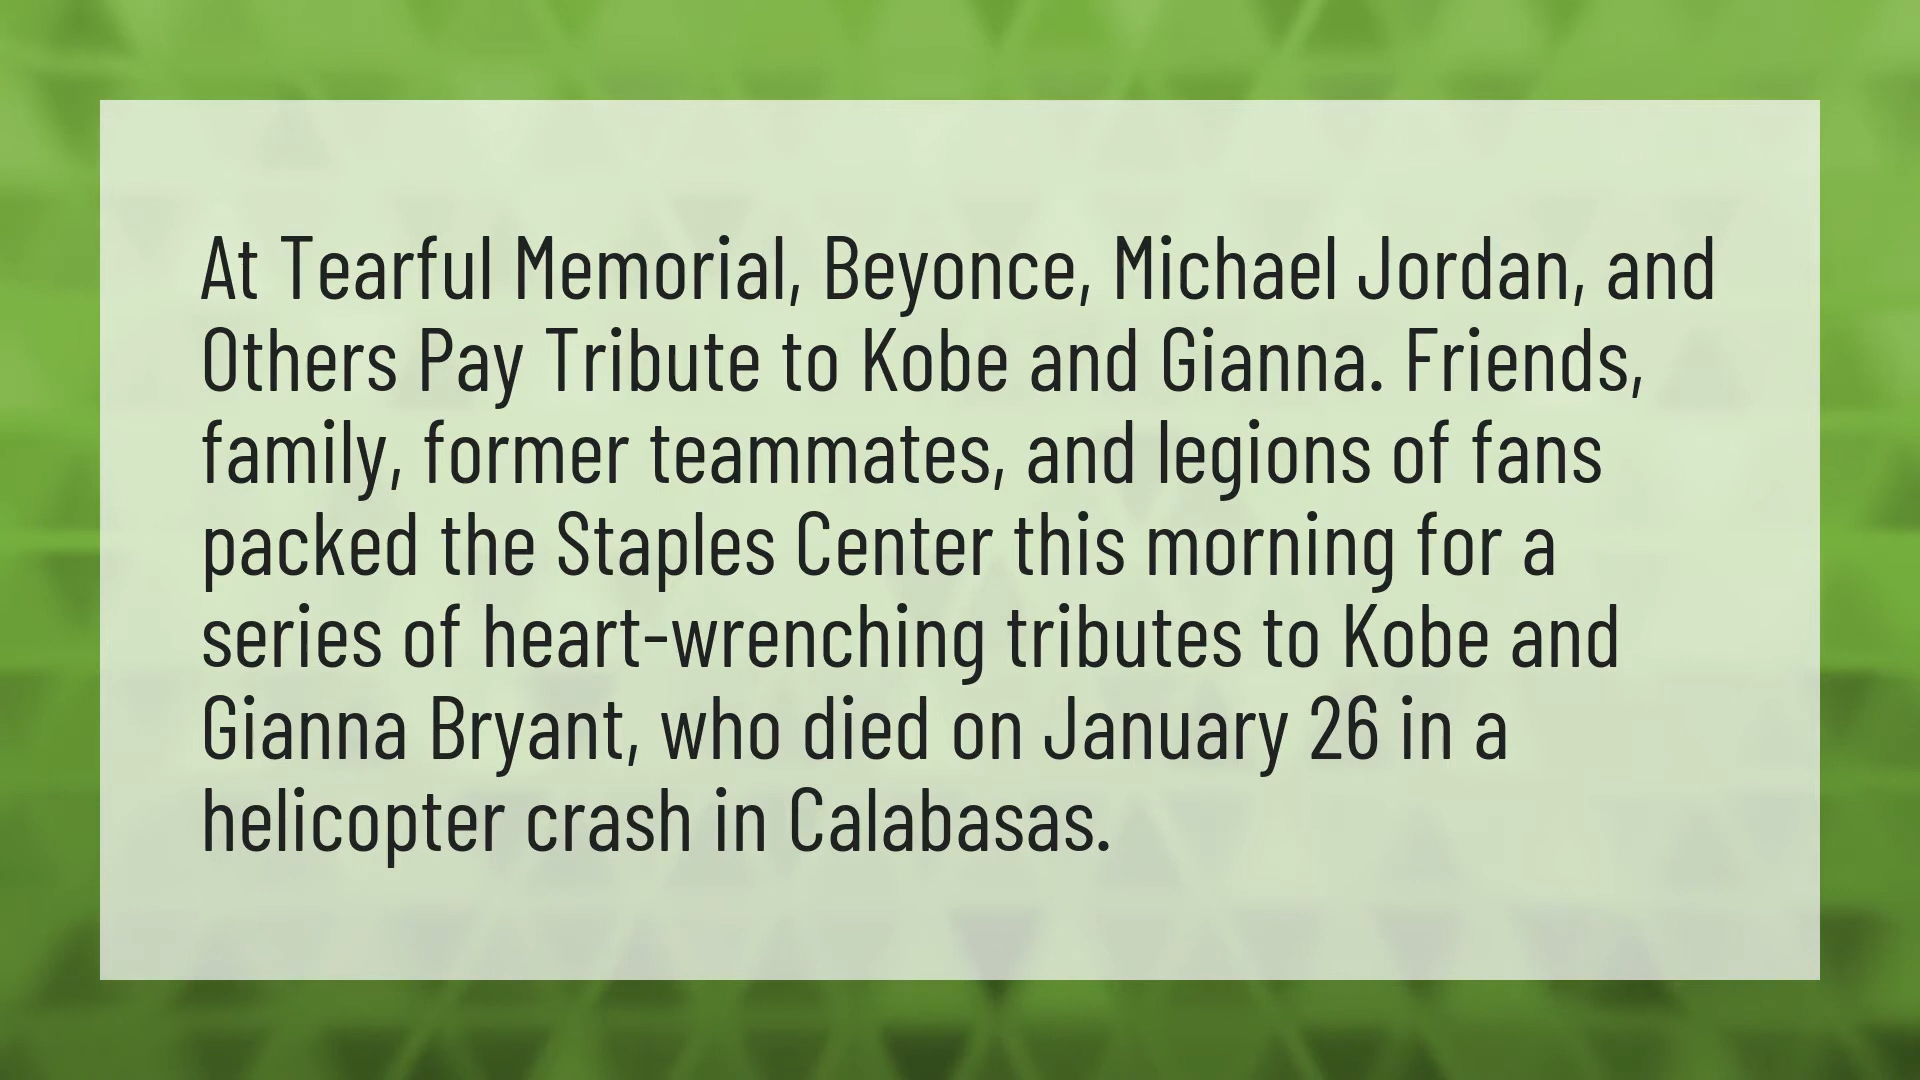 At Tearful Memorial, Beyonce, Michael Jordan, and
Others Pay Tribute to Kobe and Gianna. Friends,
family, former teammates, and legions of fans
packed the Staples Center this morning for a
series of heart-wrenching tributes to Kobe and
Gianna Bryant, who died on January 26 in a
helicopter crash in Calabasas.